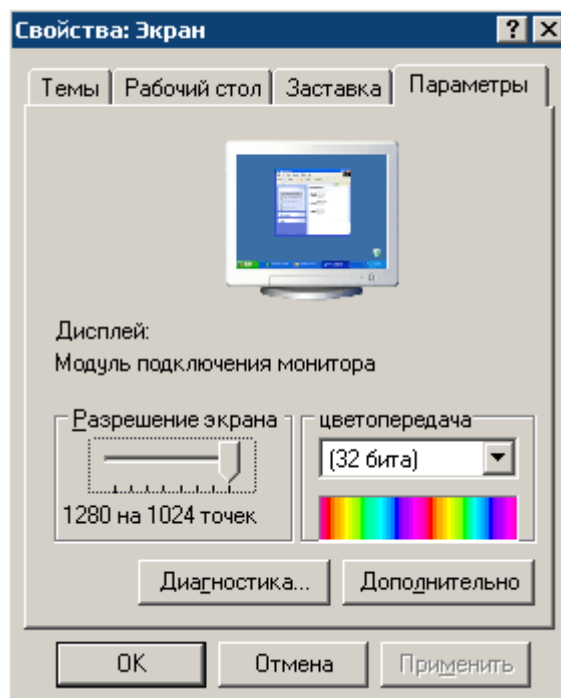 Свойства: Экран
Темы Рабочий стол Заставка Параметры
Дисплей:
Модуль подключения монитора
Разрешение экрана
1280 на 1024 точек
цветопередача
(32 бита)
Диагностика... Дополнительно
OK Отмена Применить